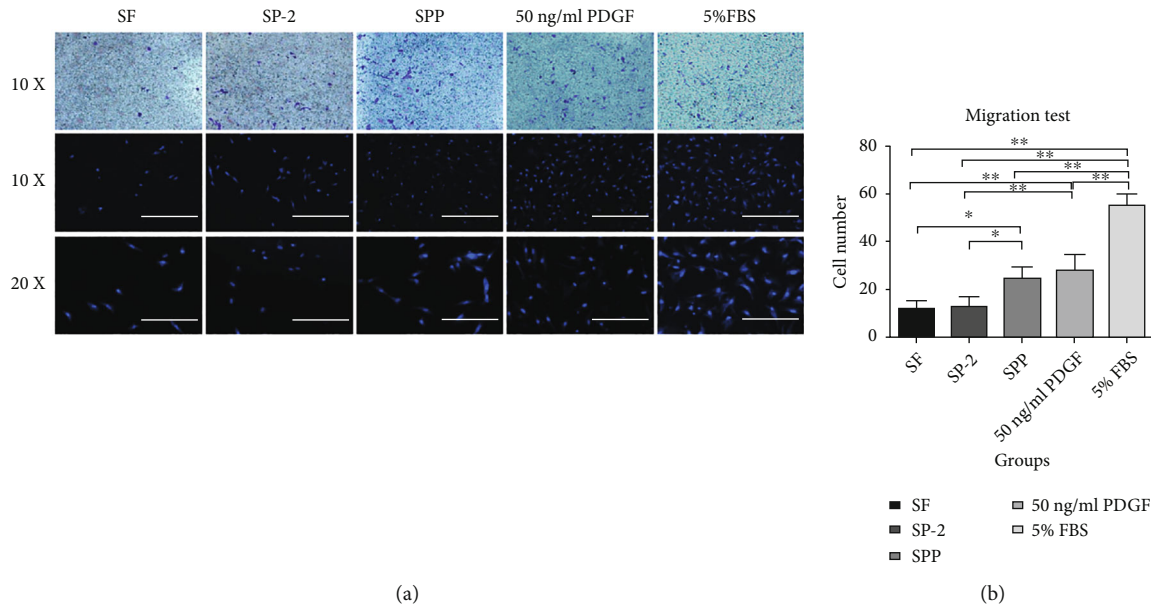 SF SP-2 SPP 50 ng/ml PDGF 5%FBS
10 X
10 X
20 X
(a)
Migration test
**
**
**
** ** **
*
*
Cell number
80
60
40
20
0
SF SP-2 SPP 50 ng/ml PDGF 5% FBS
Groups
SF 50 ng/ml PDGF
SP-2 5% FBS
SPP
(b)